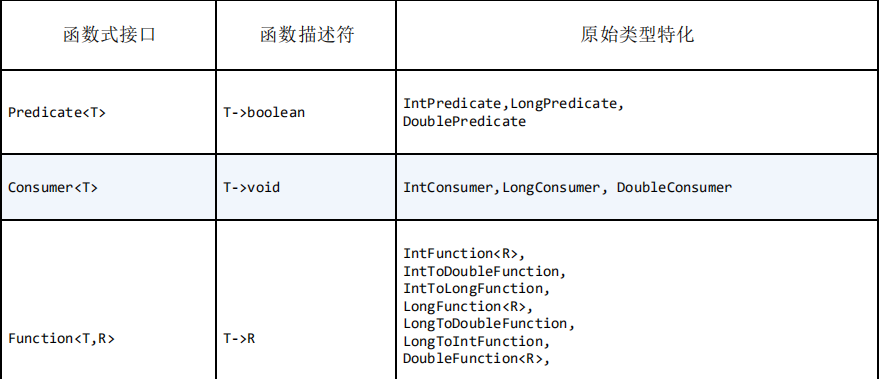 函数式接口 函数描述符 原始类型特化
Predicate<T> T->boolean IntPredicate,LongPredicate,
DoublePredicate
Consumer<T> T->void IntConsumer,LongConsumer, DoubleConsumer
IntFunction<R>,
IntToDoubleFunction,
IntToLongFunction,
LongFunction<R>,
LongToDoubleFunction,
Function<T,R> T->R LongToIntFunction,
DoubleFunction<R>,